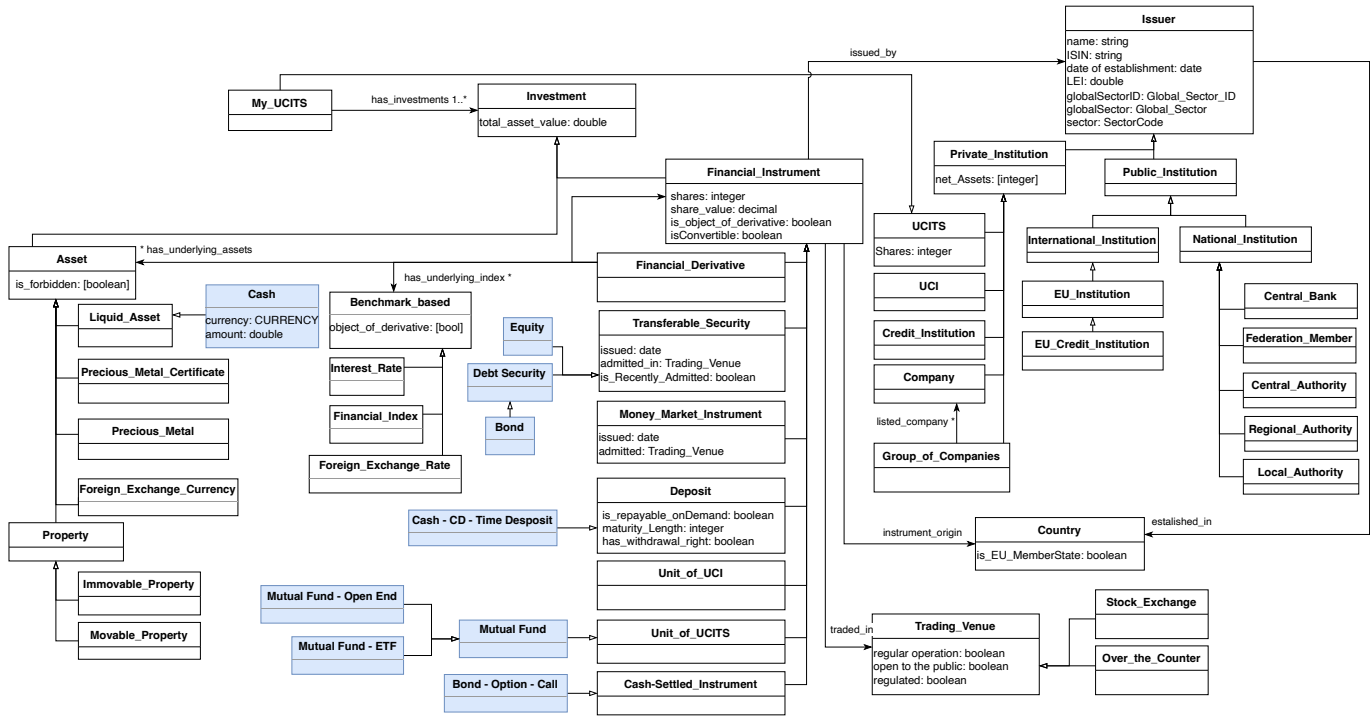 Issuer
name: string
ISIN: string
date of establishment: date
LEI: double
globalSectorID: Global_Sector_ID
globalSector: Global_Sector
sector: SectorCode
issued_by
My_UCITS
has_investments 1..*
Investment
total_asset_value: double
Private_Institution
net_Assets: [integer]
Public_Institution
Financial_Instrument
shares: integer
share_value: decimal
is_object_of_derivative: boolean
isConvertible: boolean
UCITS
Shares: integer
International_Institution
National_Institution
Asset
is_forbidden: [boolean]
* has_underlying_assets
has_underlying_index *
Financial_Derivative
UCI
EU_Institution
Central_Bank
Liquid_Asset
Cash
currency: CURRENCY
amount: double
Benchmark_based
object_of_derivative: [bool]
Equity
Transferable_Security
issued: date
admitted_in: Trading_Venue
is_Recently_Admitted: boolean
Credit_Institution
EU_Credit_Institution
Federation_Member
Precious_Metal_Certificate
Interest_Rate
Debt Security
Company
Central_Authority
Precious_Metal
Financial_Index
Bond
Money_Market_Instrument
issued: date
admitted: Trading_Venue
listed_company *
Regional_Authority
Foreign_Exchange_Rate
Group_of_Companies
Local_Authority
Foreign_Exchange_Currency
Deposit
is_repayable_onDemand: boolean
maturity_Length: integer
has_withdrawal_right: boolean
Cash - CD - Time Desposit
instrument_origin
Country
is_EU_MemberState: boolean
estalished_in
Property
Immovable_Property
Movable_Property
Unit_of_UCI
Mutual Fund - Open End
Mutual Fund - ETF
Mutual Fund
Unit_of_UCITS
traded_in
Trading_Venue
regular operation: boolean
open to the public: boolean
regulated: boolean
Stock_Exchange
Over_the_Counter
Bond - Option - Call
Cash-Settled_Instrument